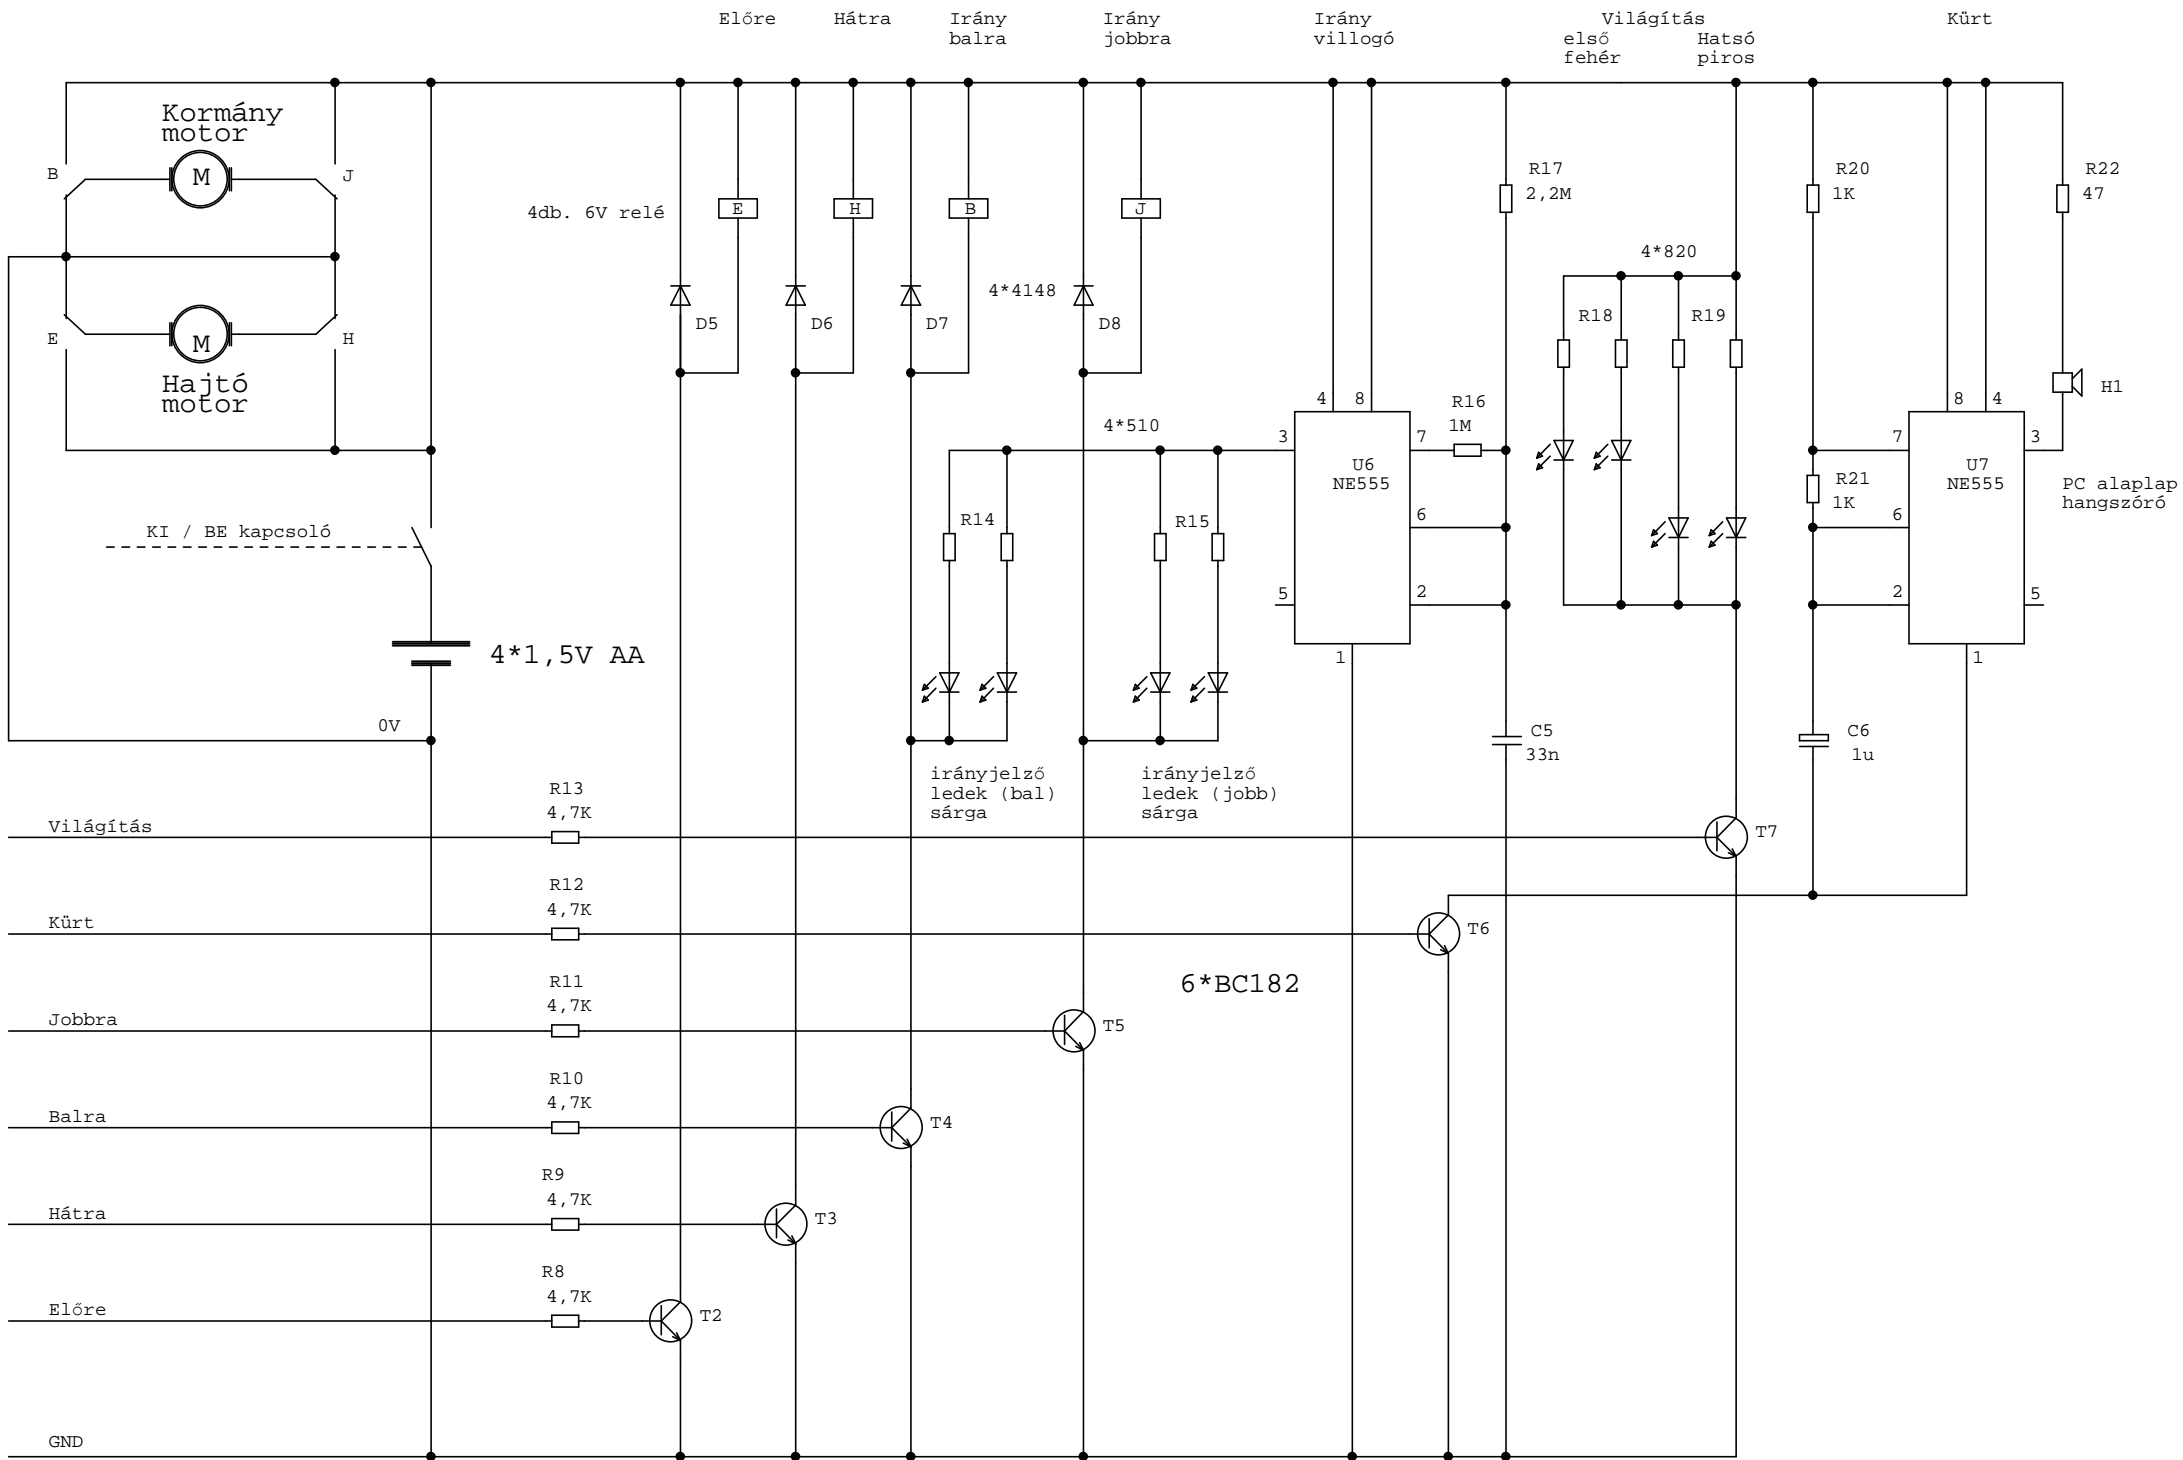 Előre
Hátra
Irány
balra
Irány
jobbra
Irány
villogó
Világítás
első
fehér
Hatsó
piros
Kürt
Kormány
motor
M
B
J
4db. 6V relé
E
H
B
J
R17
2,2M
R20
1K
R22
47
4*820
4*4148
D5
D6
D7
D8
R18
R19
E
M
H
Hajtó
motor
H1
4
8
8
4
R16
1M
4*510
3
7
7
3
U6
NE555
U7
NE555
R21
1K
PC alaplap
hangszóró
6
6
R14
R15
KI / BE kapcsoló
5
2
2
5
4*1,5V AA
1
1
0V
C5
33n
C6
1u
irányjelző
ledek (bal)
sárga
irányjelző
ledek (jobb)
sárga
R13
4,7K
Világítás
T7
R12
4,7K
Kürt
T6
6*BC182
R11
4,7K
Jobbra
T5
R10
4,7K
Balra
T4
R9
4,7K
Hátra
T3
R8
4,7K
Előre
T2
GND